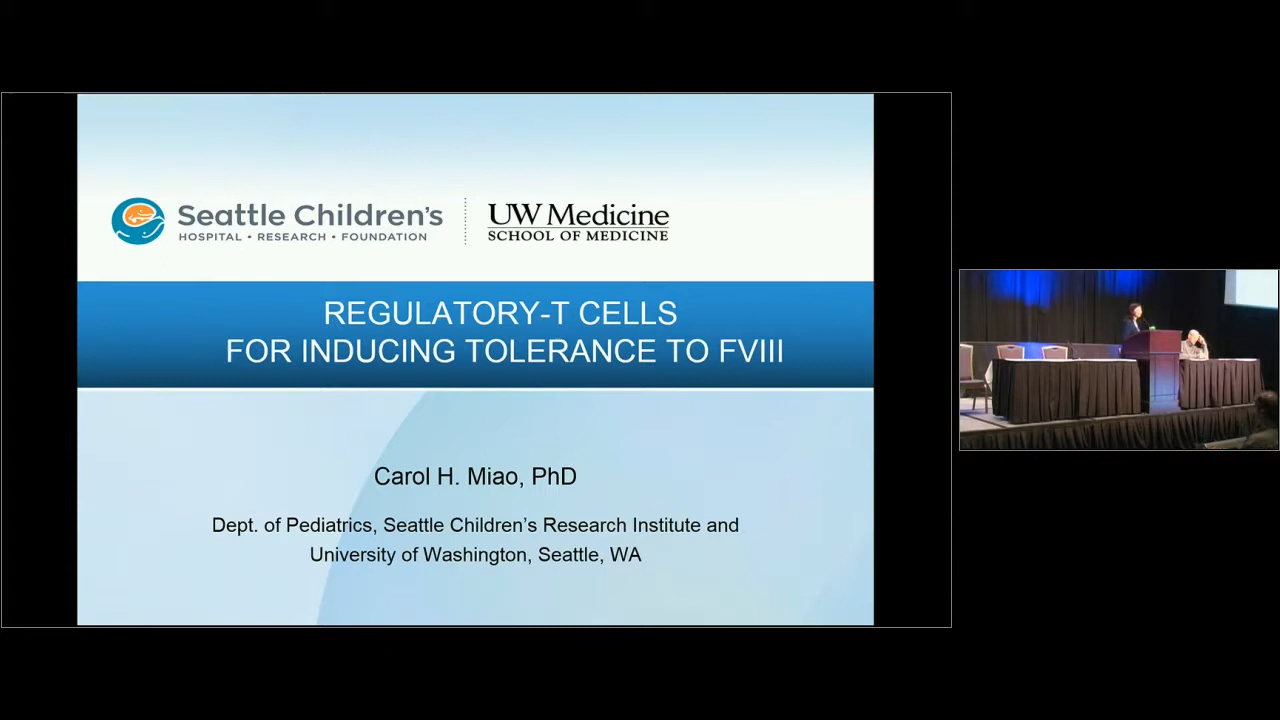 Seattle Children's
HOSPITAL • RESEARCH • FOUNDATION
UW Medicine
SCHOOL OF MEDICINE
REGULATORY-T CELLS
FOR INDUCING TOLERANCE TO FVIII
Carol H. Miao, PhD
Dept. of Pediatrics, Seattle Children's Research Institute and
University of Washington, Seattle, WA